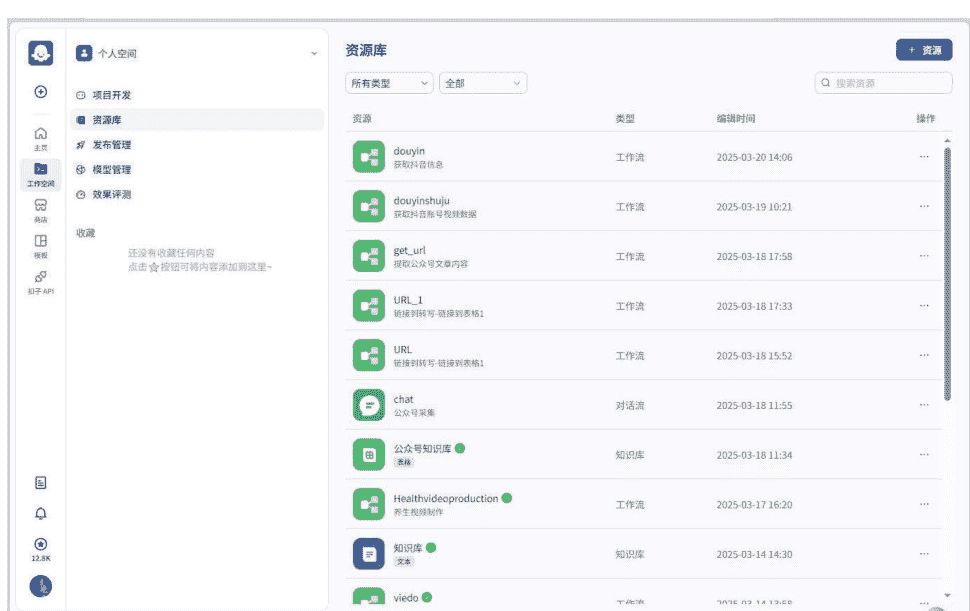 个人空间
项目开发
资源库
发布管理
模型管理
效果评测
收藏
还没有收藏任何内容
点击☆按钮可将内容添加到这里~
主页
工作空间
商店
模板
扣子 API
12.8K
资源库
+ 资源
所有类型
全部
搜索资源
资源 类型 编辑时间 操作
douyin
获取抖音信息
工作流 2025-03-20 14:06 ...
douyinshuju
获取抖音账号视频数据
工作流 2025-03-19 10:21 ...
get_url
提取公众号文章内容
工作流 2025-03-18 17:58 ...
URL_1
链接到转写-链接到表格1
工作流 2025-03-18 17:33 ...
URL
链接到转写-链接到表格1
工作流 2025-03-18 15:52 ...
chat
公众号采集
对话流 2025-03-18 11:55 ...
公众号知识库
表格
知识库 2025-03-18 11:34 ...
Healthvideoproduction
养生视频制作
工作流 2025-03-17 16:20 ...
知识库
文本
知识库 2025-03-14 14:30 ...
viedo
工作流 2025-03-14 13:58 ...